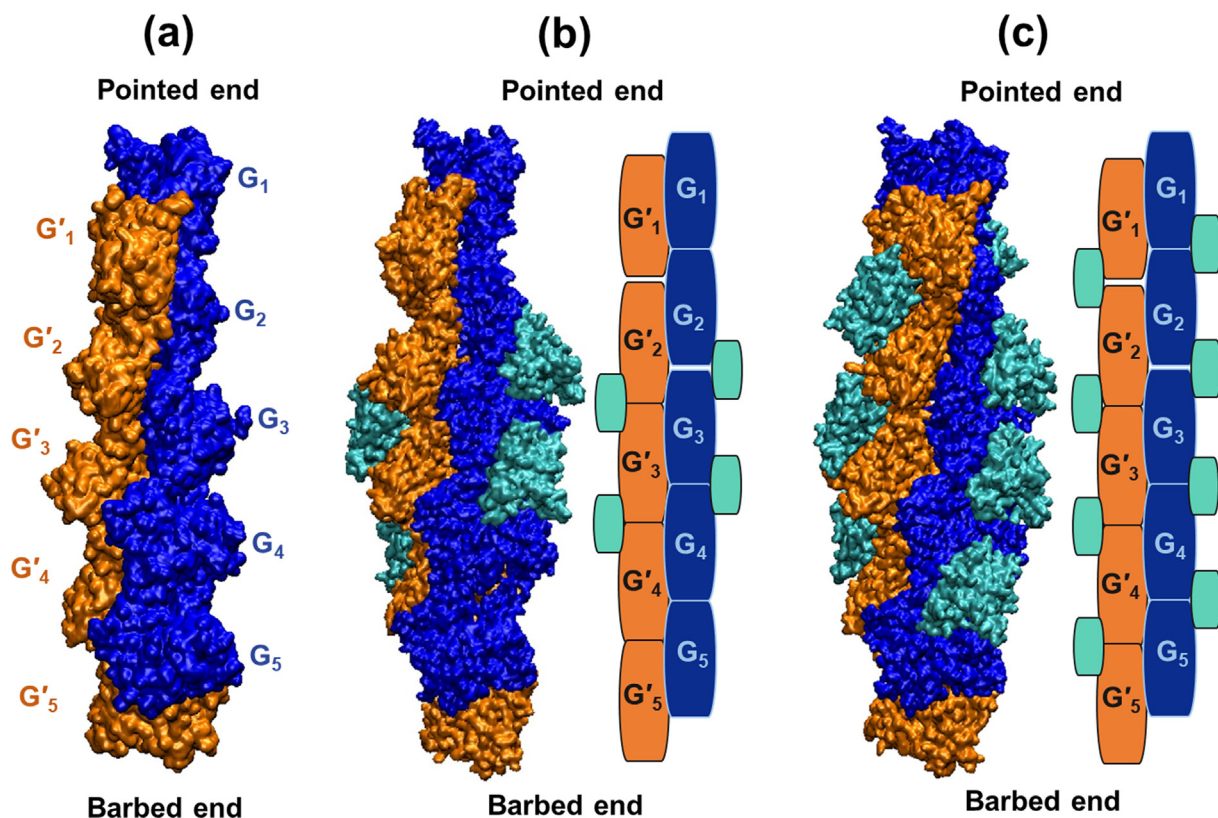 (a)
Pointed end
G₁
G′₁
G₂
G′₂
G₃
G′₃
G₄
G′₄
G₅
G′₅
Barbed end
(b)
Pointed end
G₁
G′₁
G₂
G′₂
G₃
G′₃
G₄
G′₄
G₅
G′₅
Barbed end
(c)
Pointed end
G₁
G′₁
G₂
G′₂
G₃
G′₃
G₄
G′₄
G₅
G′₅
Barbed end